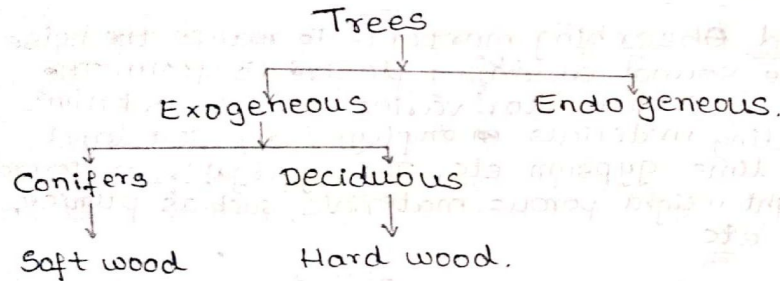 Trees
Exogeneous Endogeneous.
Conifers Deciduous
Soft wood Hard wood.